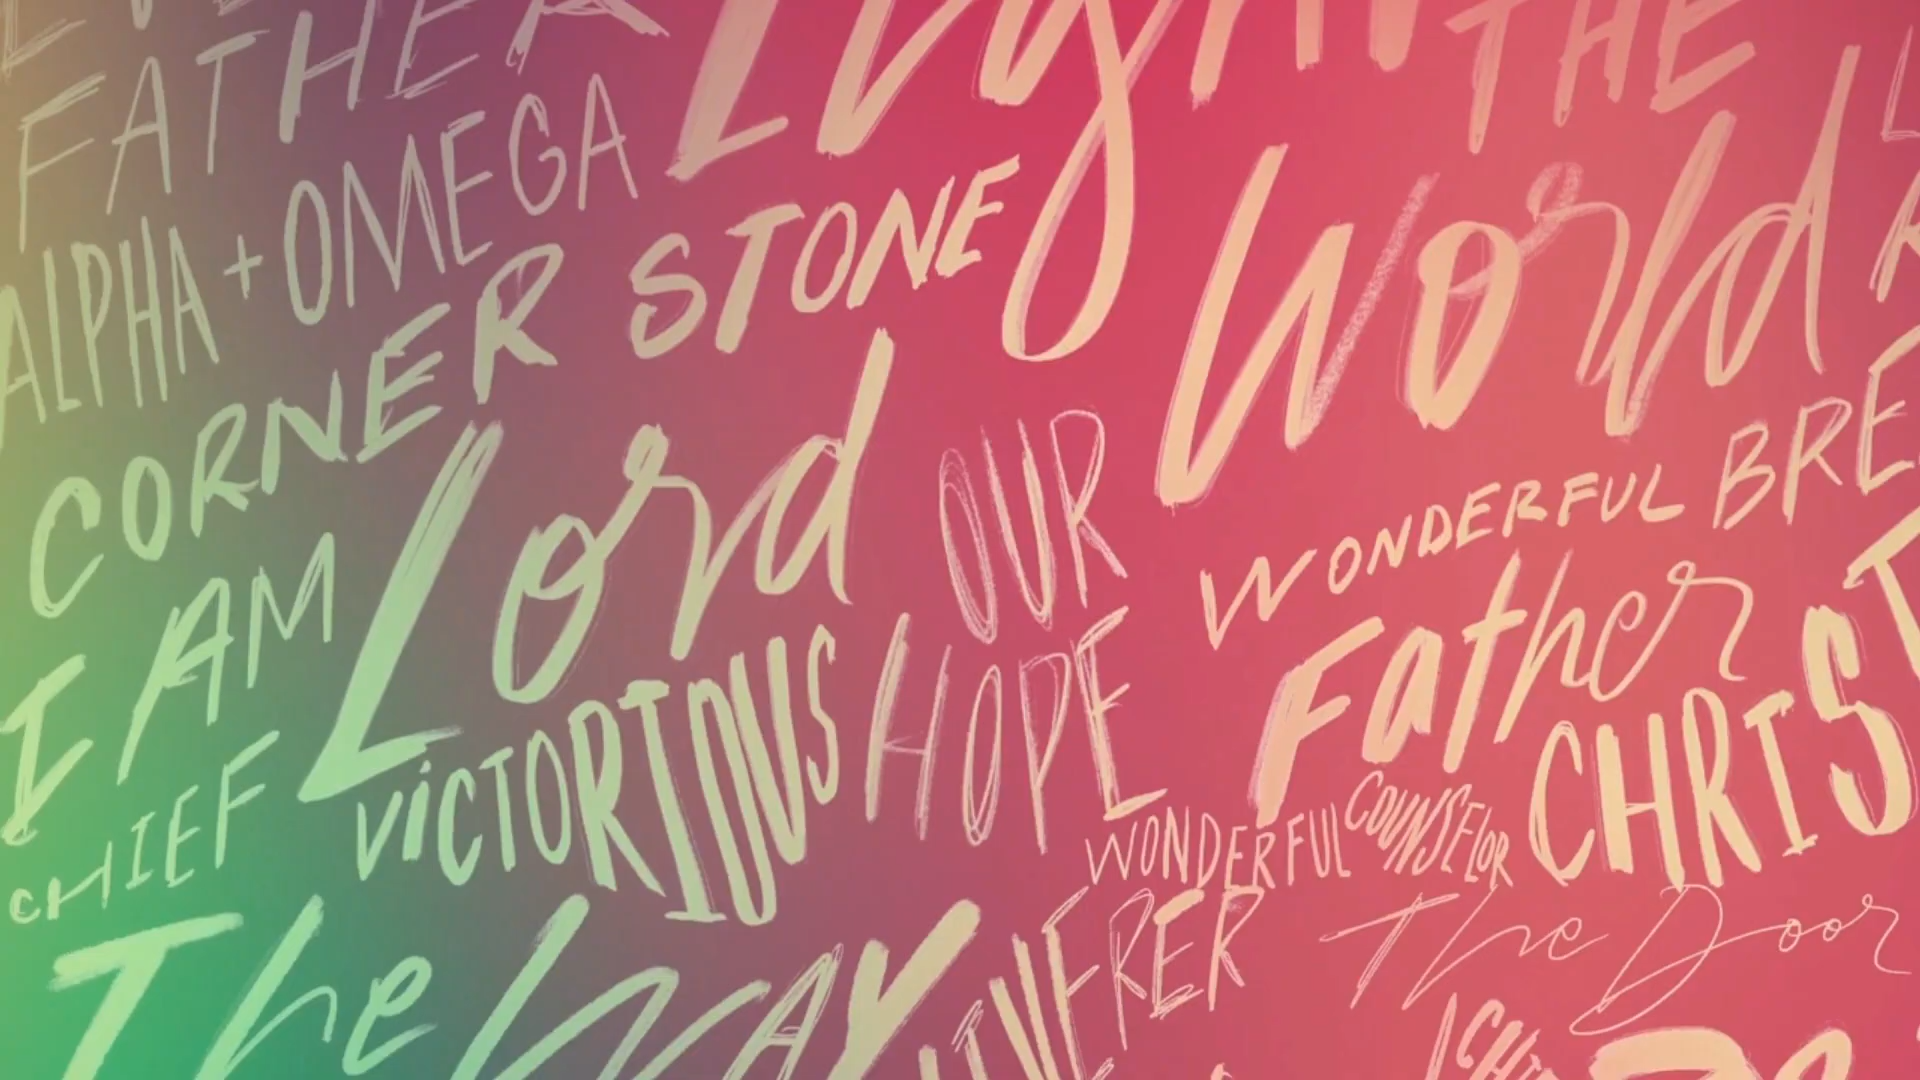 FATHER
Light
THE
World
ALPHA + OMEGA
CORNER STONE
I AM
Lord
OUR
HOPE
WONDERFUL
Father
CHRIST
CHIEF
VICTORIOUS
WONDERFUL COUNSELOR
The Door
The WAY